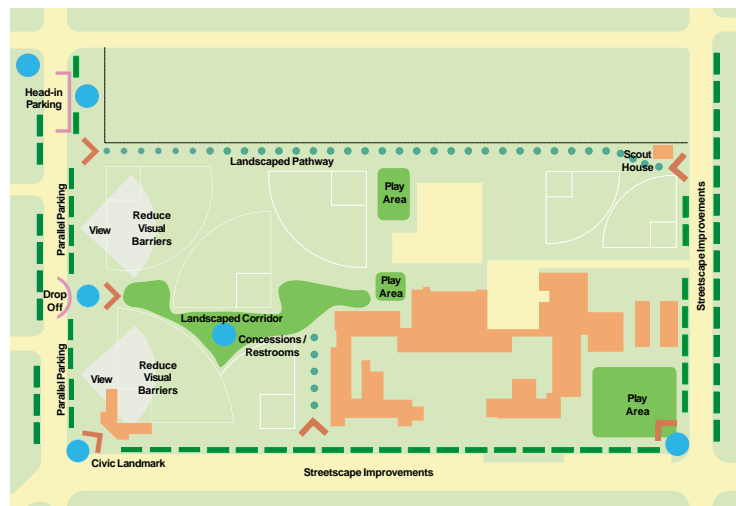 Head-in
Parking
Landscaped Pathway
Scout
House
Play
Area
Parallel Parking
View
Reduce
Visual
Barriers
Streetscape Improvements
Play
Area
Drop
Off
Landscaped Corridor
Concessions /
Restrooms
Parallel Parking
View
Reduce
Visual
Barriers
Play
Area
Civic Landmark
Streetscape Improvements